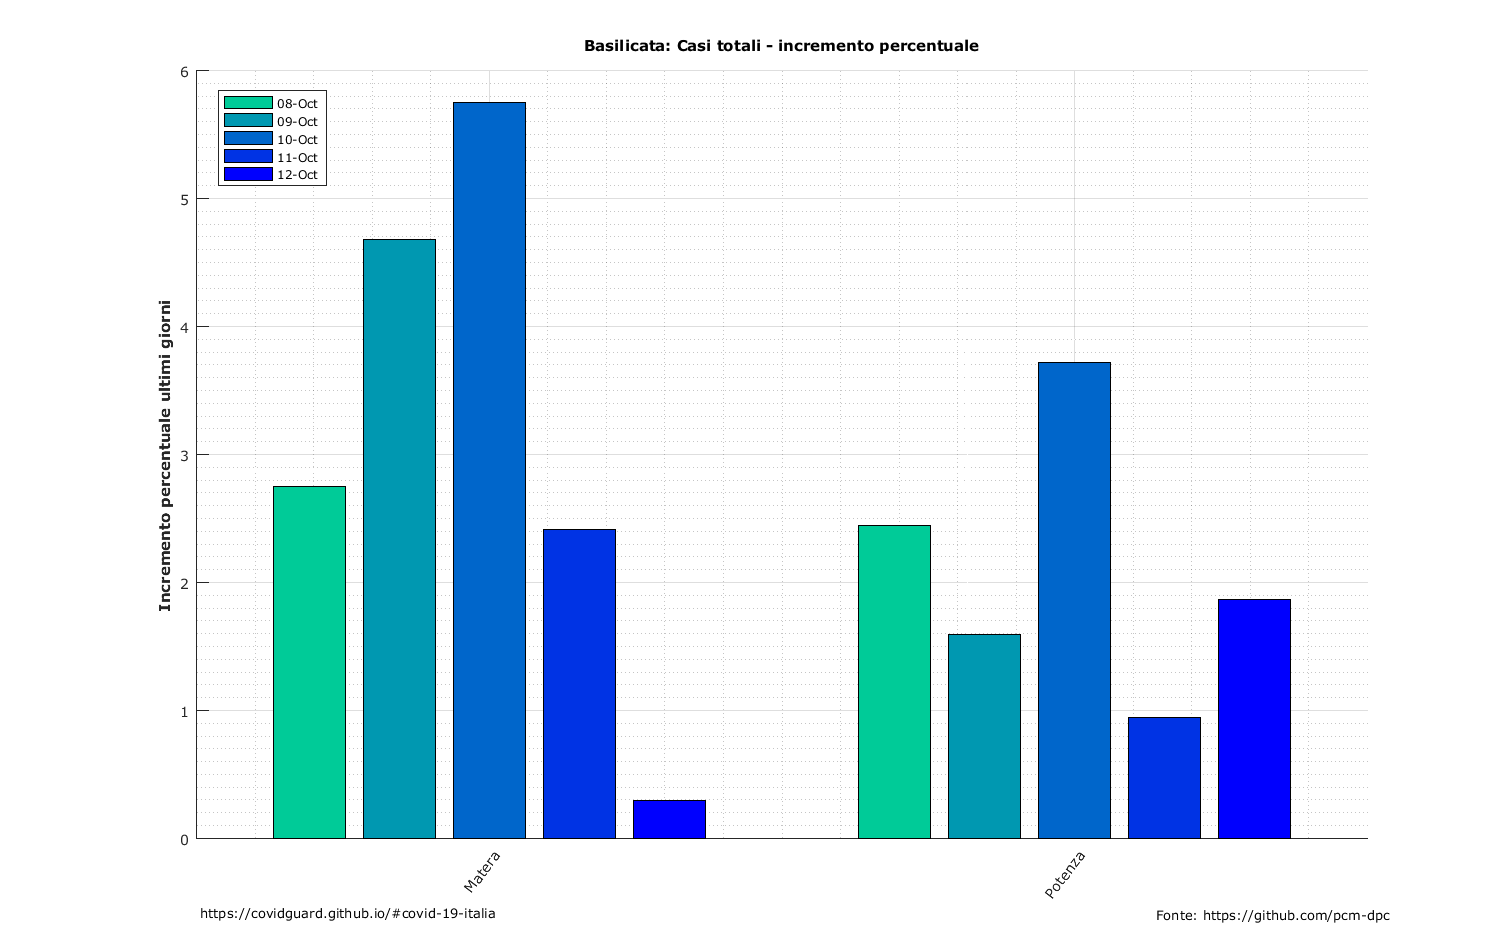 Basilicata: Casi totali - incremento percentuale
08-Oct
09-Oct
10-Oct
11-Oct
12-Oct
Incremento percentuale ultimi giorni
6
5
4
3
2
1
0
Matera
Potenza
https://covidguard.github.io/#covid-19-italia
Fonte: https://github.com/pcm-dpc